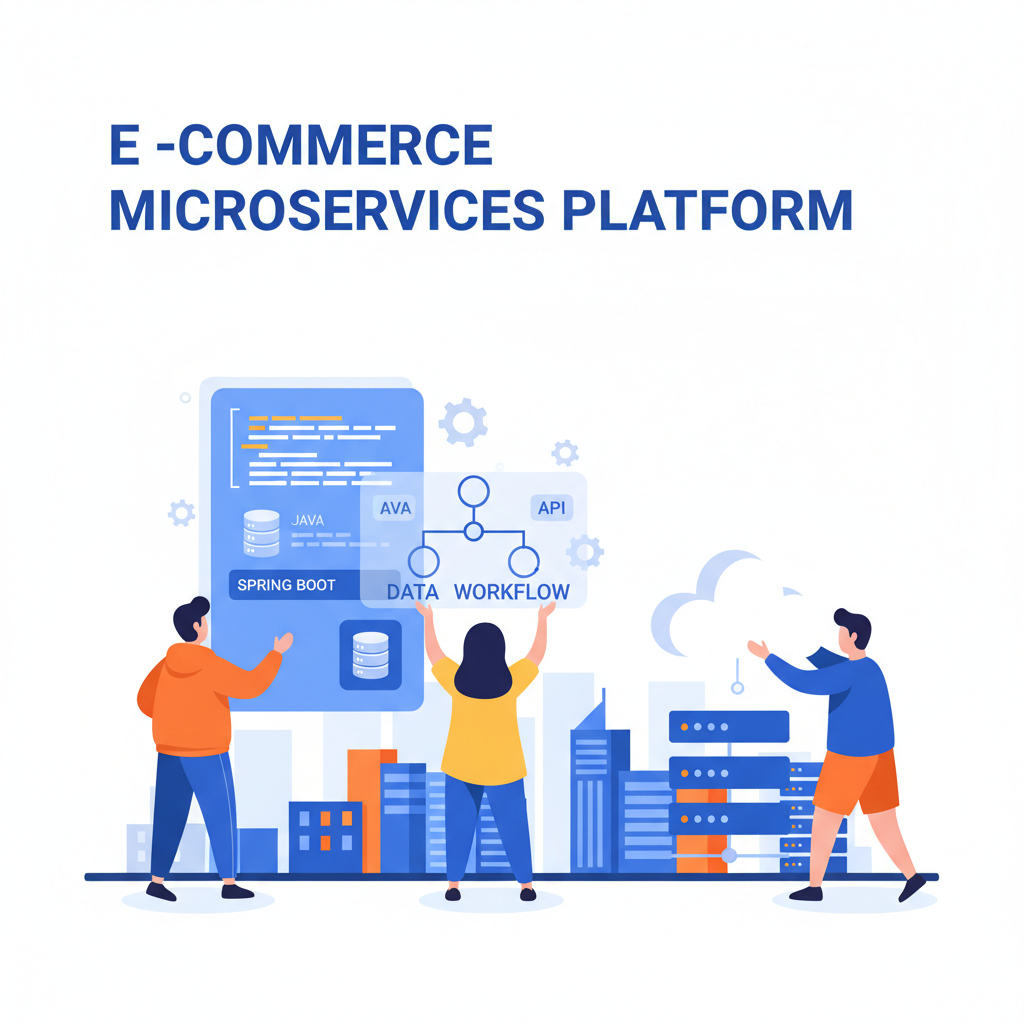 E -COMMERCE
MICROSERVICES PLATFORM
AVA
API
JAVA
SPRING BOOT
DATA WORKFLOW